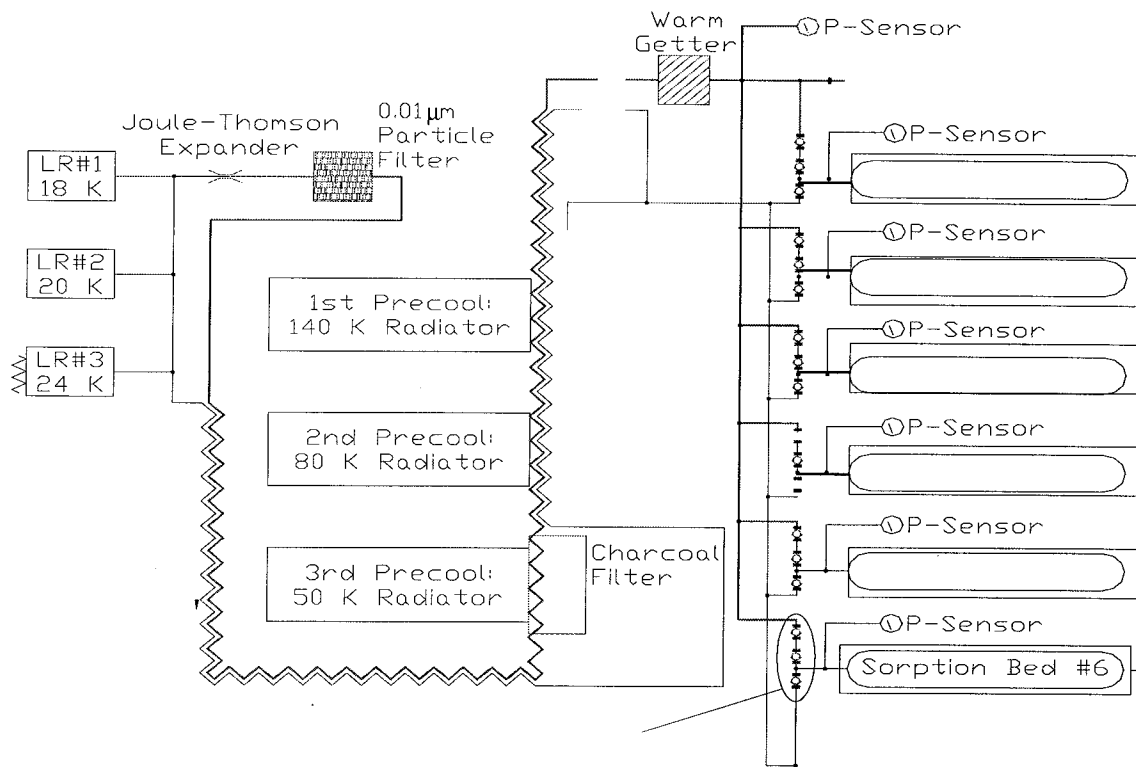 Warm
Getter
P-Sensor
0.01μm
Particle
Filter
Joule-Thomson
Expander
LR#1
18 K
P-Sensor
LR#2
20 K
P-Sensor
1st Precool:
140 K Radiator
LR#3
24 K
P-Sensor
2nd Precool:
80 K Radiator
P-Sensor
3rd Precool:
50 K Radiator
Charcoal
Filter
P-Sensor
P-Sensor
Sorption Bed #6